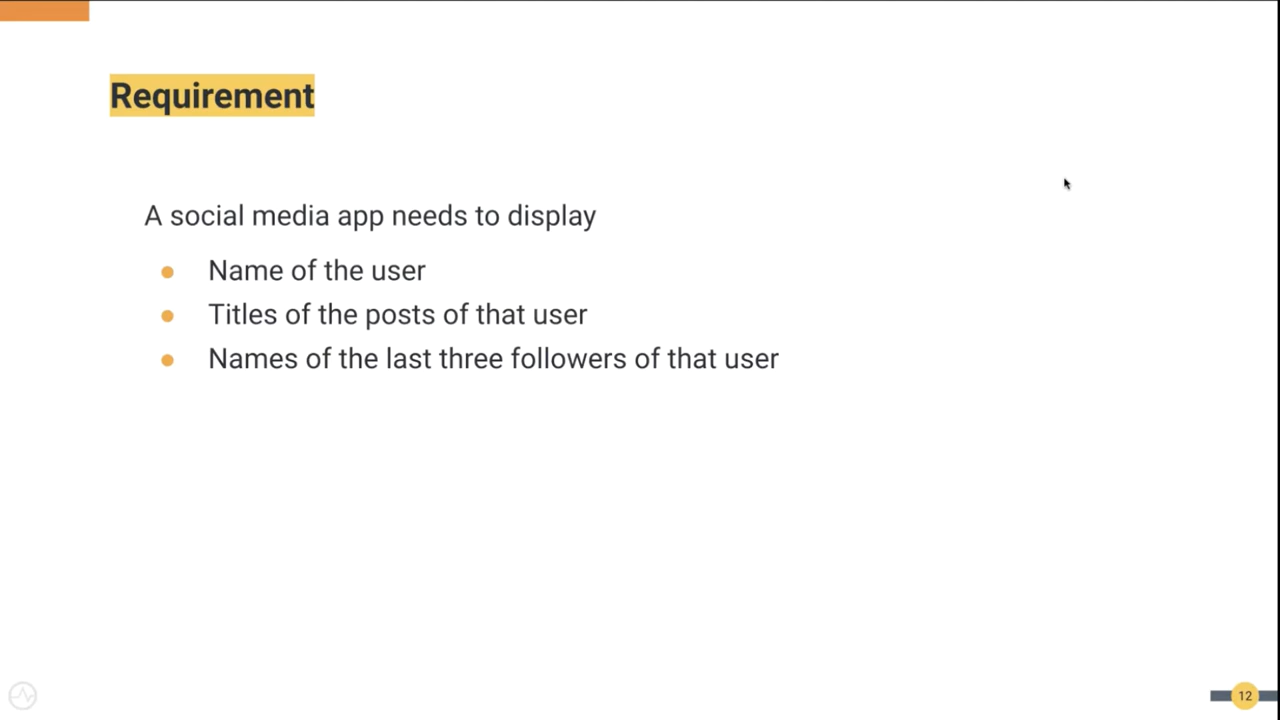 Requirement
A social media app needs to display
● Name of the user
● Titles of the posts of that user
● Names of the last three followers of that user
12